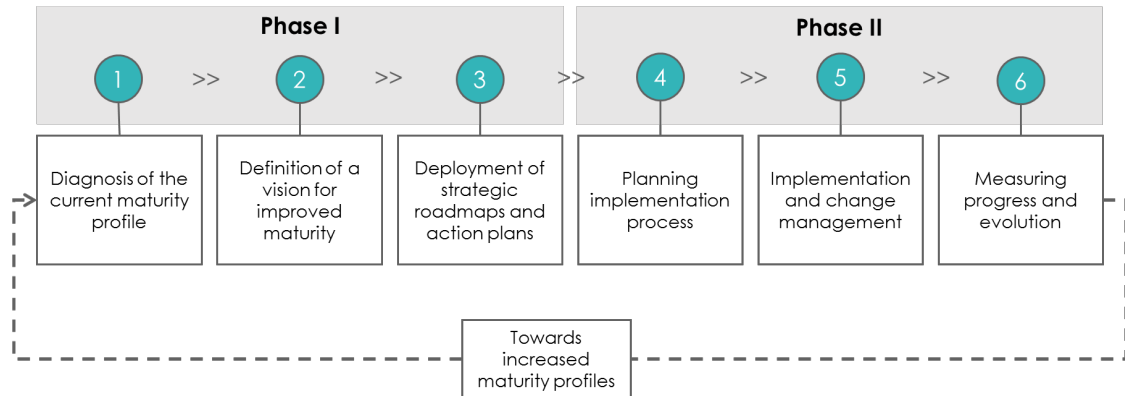 Phase I
Phase II
1 >> 2 >> 3 >> 4 >> 5 >> 6
Diagnosis of the
current maturity
profile
Definition of a
vision for
improved
maturity
Deployment of
strategic
roadmaps and
action plans
Planning
implementation
process
Implementation
and change
management
Measuring
progress and
evolution
Towards
increased
maturity profiles